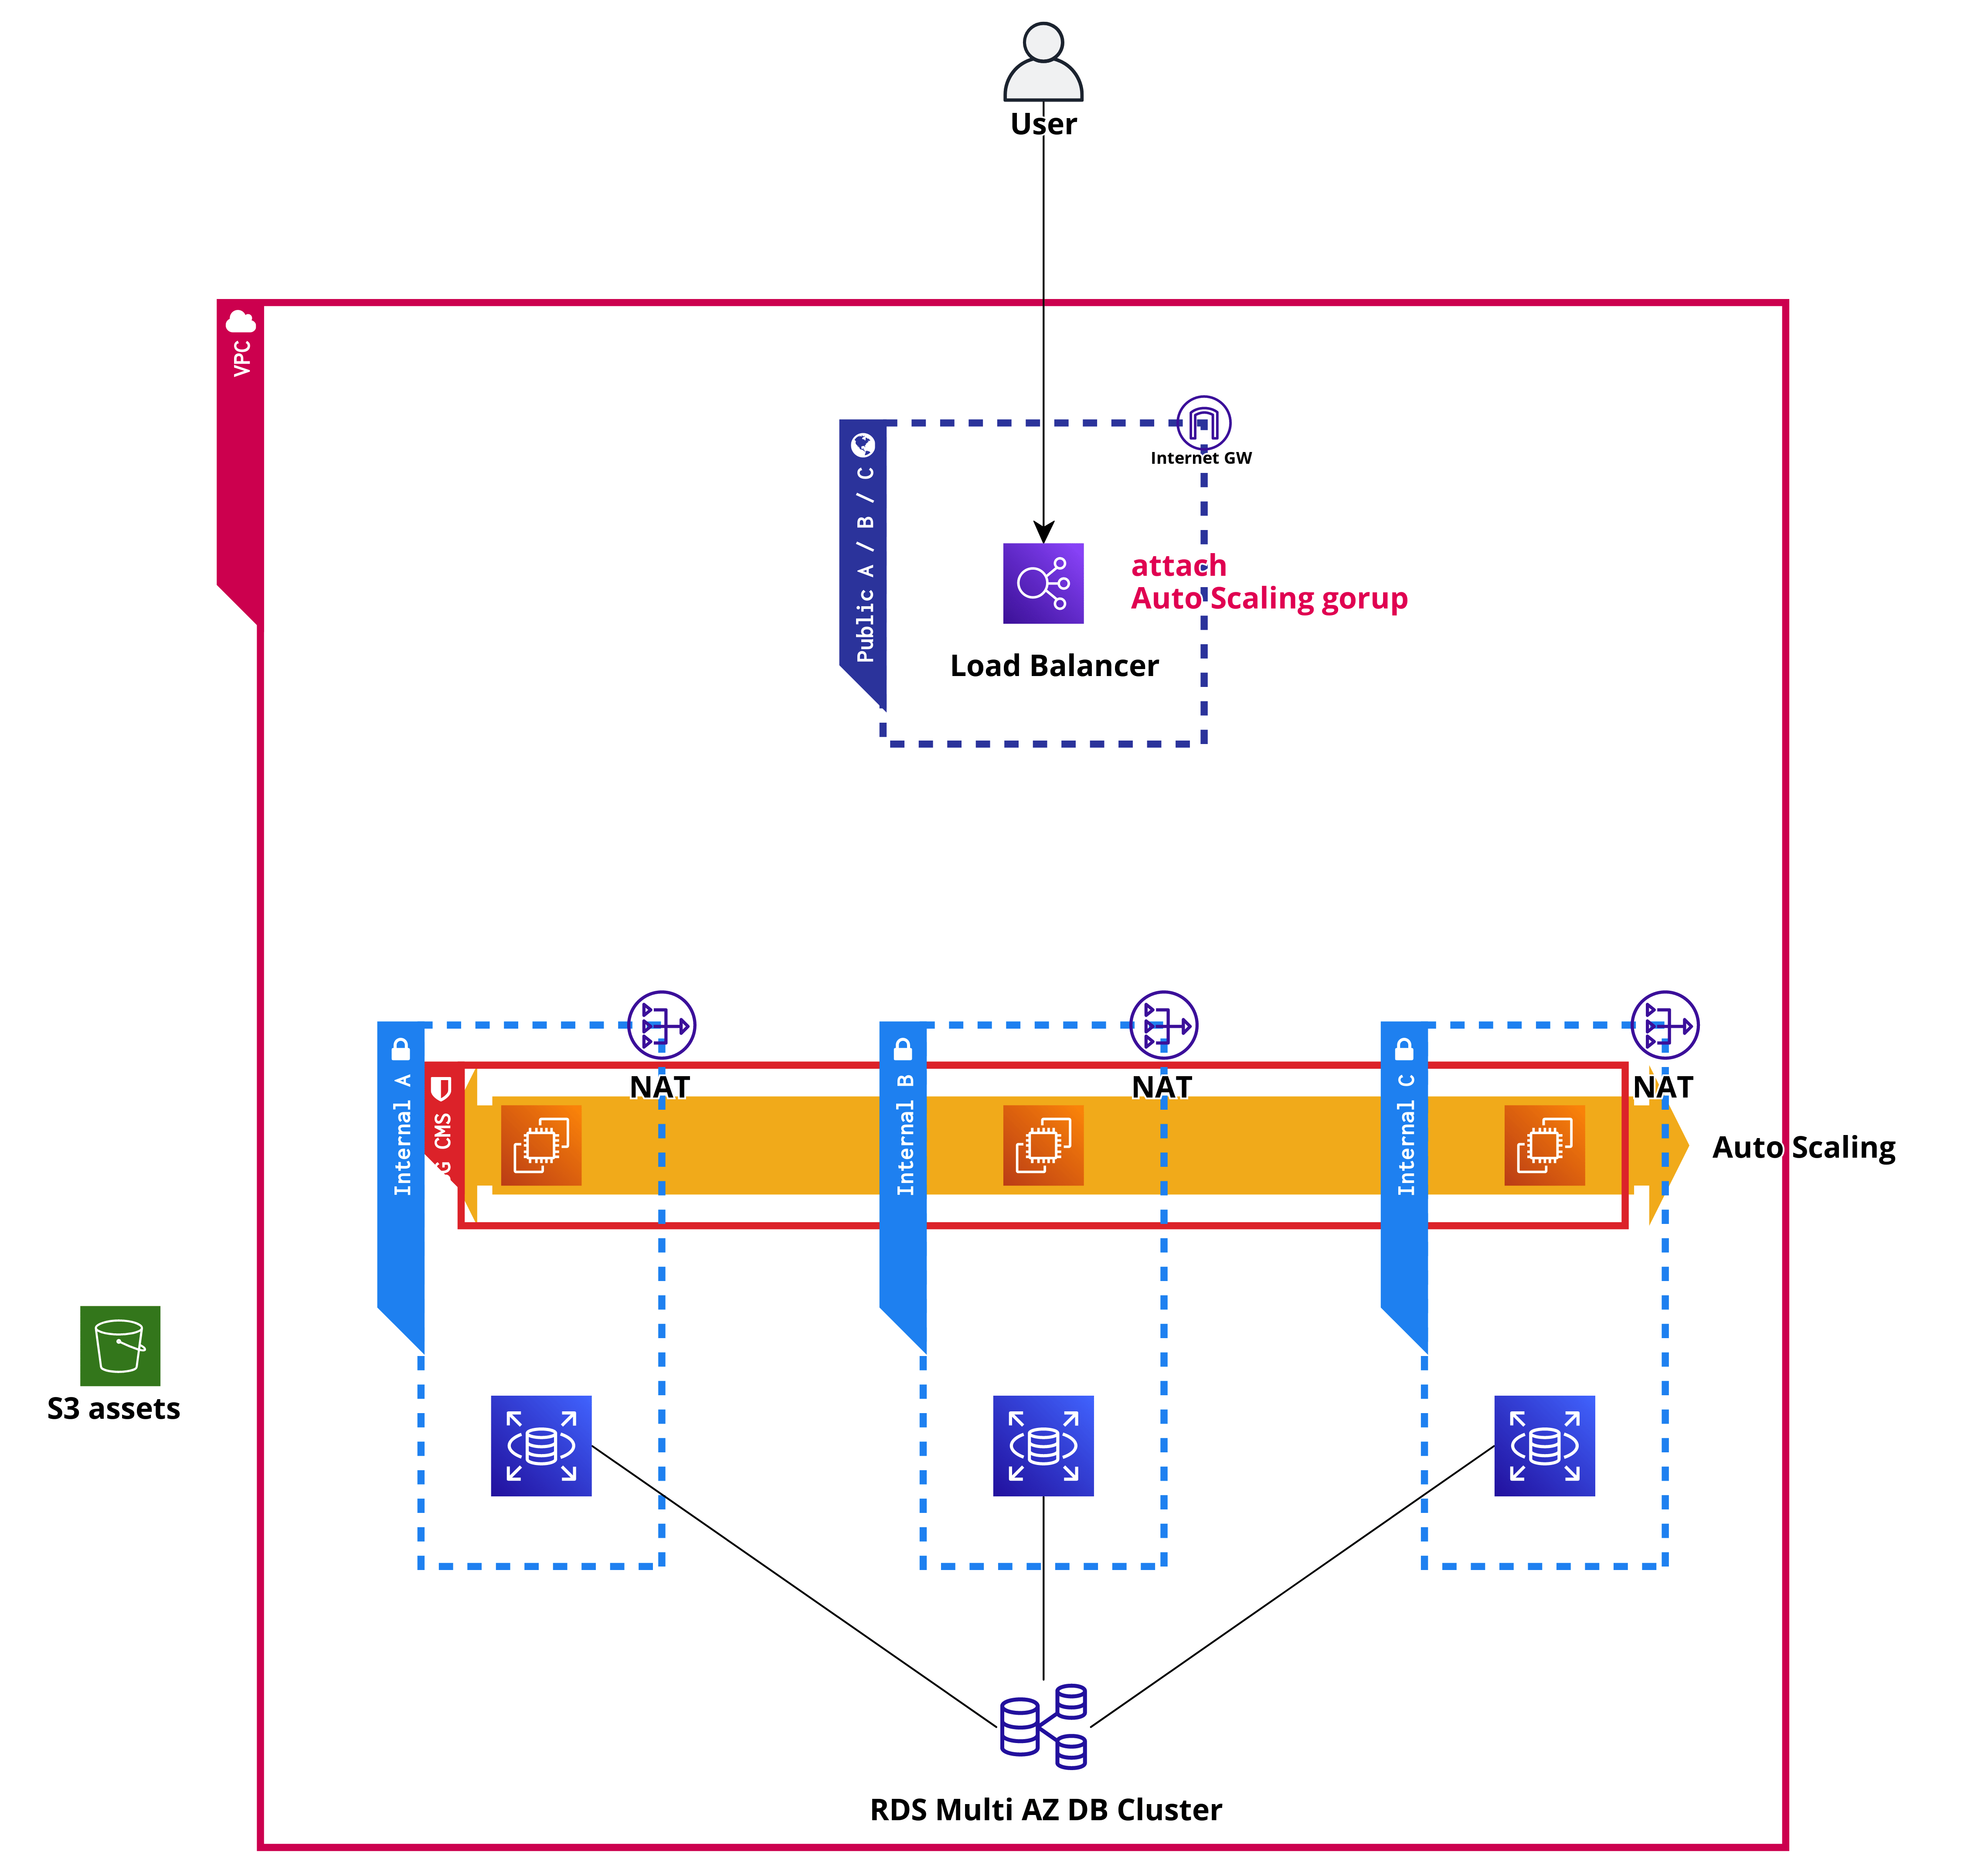 User
VPC
Internet GW
Public A / B / C
attach
Auto Scaling gorup
Load Balancer
NAT
NAT
NAT
Internal A
CMS
Internal B
Internal C
Auto Scaling
S3 assets
RDS Multi AZ DB Cluster